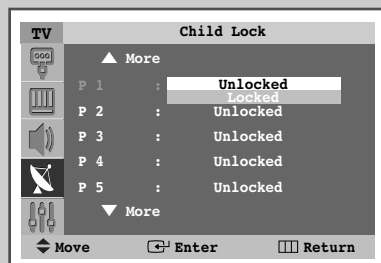 TV Child Lock
▲ More
P 1 : Unlocked
Locked
P 2 : Unlocked
P 3 : Unlocked
P 4 : Unlocked
P 5 : Unlocked
▼ More
Move Enter Return